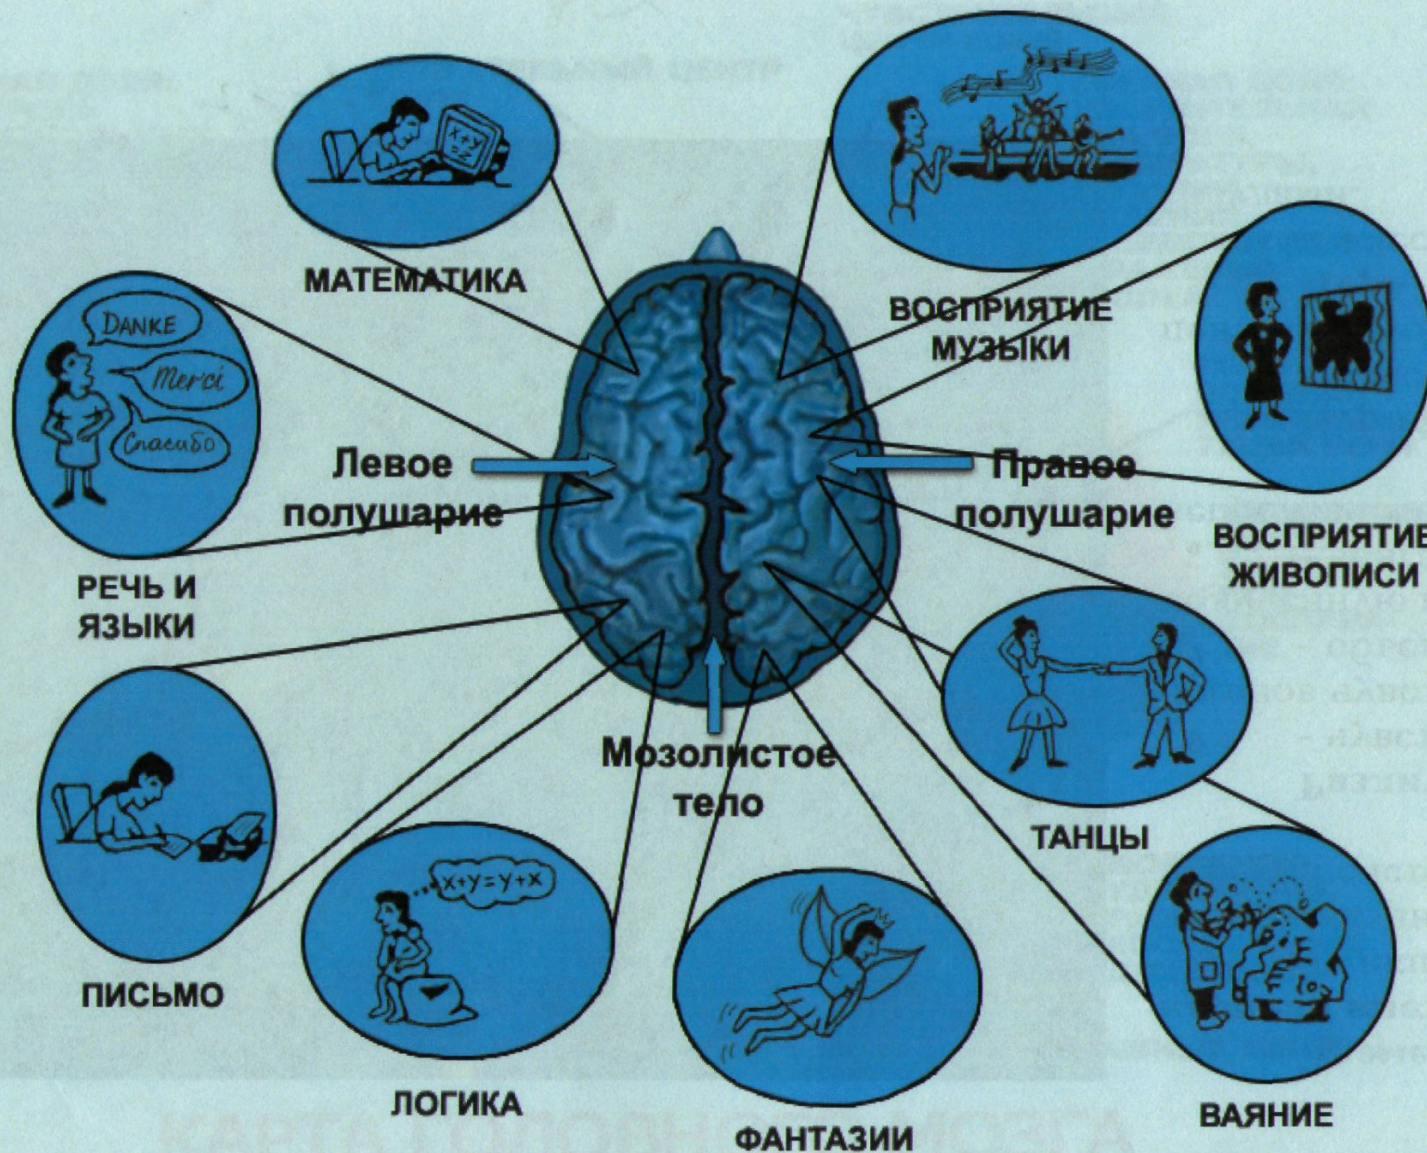 МАТЕМАТИКА
x+y
=z
ВОСПРИЯТИЕ
МУЗЫКИ
DANKE
Merci
Спасибо
РЕЧЬ И
ЯЗЫКИ
Левое
полушарие
Правое
полушарие
ВОСПРИЯТИЕ
ЖИВОПИСИ
Мозолистое
тело
ТАНЦЫ
ПИСЬМО
x+y=y+x
ЛОГИКА
ФАНТАЗИИ
ВАЯНИЕ